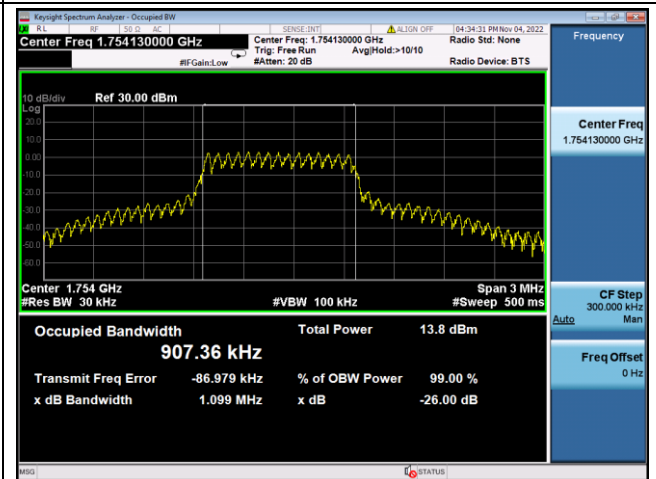 Keysight Spectrum Analyzer - Occupied BW
RL RF 50 Ω AC SENSE:INT ALIGN OFF 04:34:31 PM Nov 04, 2022
Center Freq 1.754130000 GHz
Center Freq: 1.754130000 GHz
Radio Std: None
Trig: Free Run Avg|Hold:>10/10
#IFGain:Low
#Atten: 20 dB
Radio Device: BTS
Frequency
10 dB/div Ref 30.00 dBm
Log
20.0
10.0
0.00
-10.0
-20.0
-30.0
-40.0
-50.0
-60.0
Center Freq
1.754130000 GHz
Center 1.754 GHz
Span 3 MHz
#Res BW 30 kHz
#VBW 100 kHz
#Sweep 500 ms
CF Step
300.000 kHz
Auto Man
Occupied Bandwidth
Total Power 13.8 dBm
907.36 kHz
Transmit Freq Error -86.979 kHz % of OBW Power 99.00 %
x dB Bandwidth 1.099 MHz x dB -26.00 dB
Freq Offset
0 Hz
MSG
STATUS